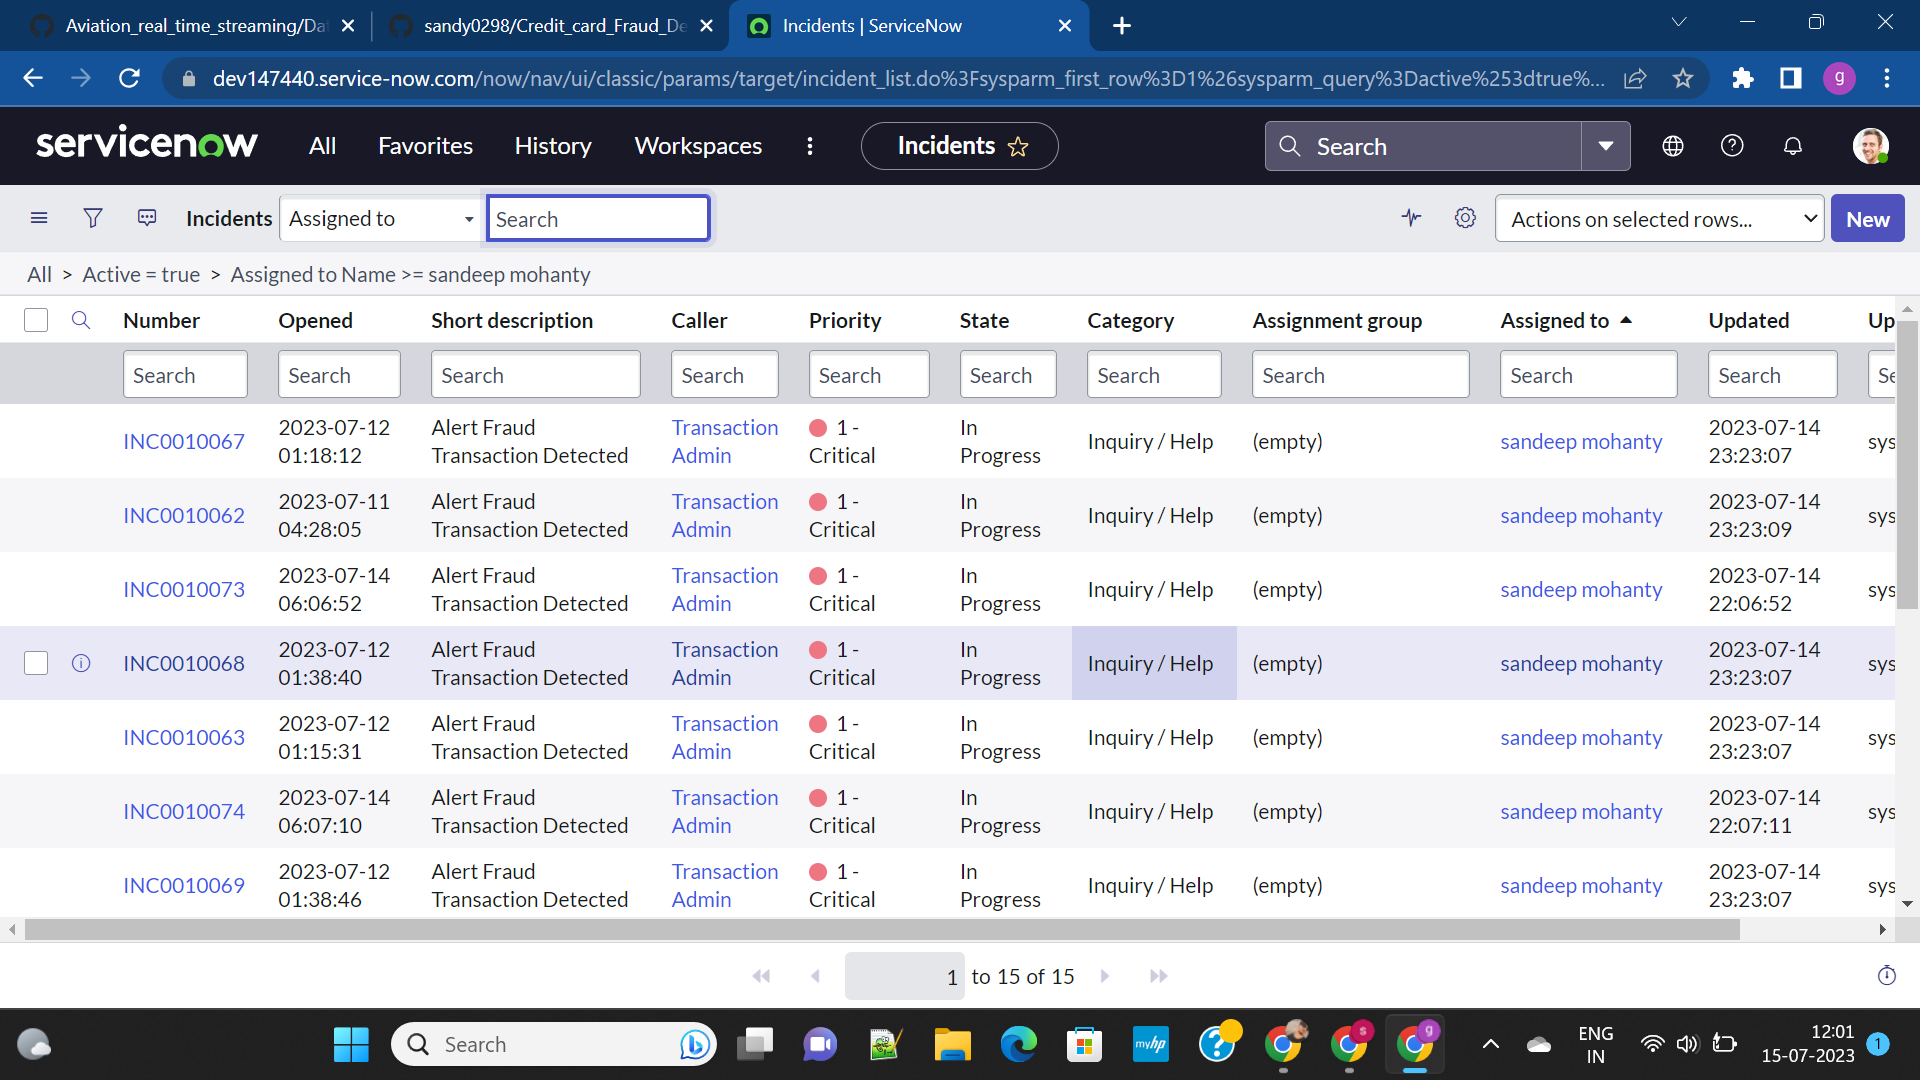 Aviation_real_time_streaming/Da
sandy0298/Credit_card_Fraud_De
Incidents | ServiceNow
dev147440.service-now.com/now/nav/ui/classic/params/target/incident_list.do%3Fsysparm_first_row%3D1%26sysparm_query%3Dactive%253dtrue%...
g
servicenow
All
Favorites
History
Workspaces
Incidents
Search
Incidents
Assigned to
Search
Actions on selected rows...
New
All > Active = true > Assigned to Name >= sandeep mohanty
Number Opened Short description Caller Priority State Category Assignment group Assigned to Updated Up
Search Search Search Search Search Search Search Search Search Search Se
INC0010067 2023-07-12 01:18:12 Alert Fraud Transaction Detected Transaction Admin 1 - Critical In Progress Inquiry / Help (empty) sandeep mohanty 2023-07-14 23:23:07 sys
INC0010062 2023-07-11 04:28:05 Alert Fraud Transaction Detected Transaction Admin 1 - Critical In Progress Inquiry / Help (empty) sandeep mohanty 2023-07-14 23:23:09 sys
INC0010073 2023-07-14 06:06:52 Alert Fraud Transaction Detected Transaction Admin 1 - Critical In Progress Inquiry / Help (empty) sandeep mohanty 2023-07-14 22:06:52 sys
INC0010068 2023-07-12 01:38:40 Alert Fraud Transaction Detected Transaction Admin 1 - Critical In Progress Inquiry / Help (empty) sandeep mohanty 2023-07-14 23:23:07 sys
INC0010063 2023-07-12 01:15:31 Alert Fraud Transaction Detected Transaction Admin 1 - Critical In Progress Inquiry / Help (empty) sandeep mohanty 2023-07-14 23:23:07 sys
INC0010074 2023-07-14 06:07:10 Alert Fraud Transaction Detected Transaction Admin 1 - Critical In Progress Inquiry / Help (empty) sandeep mohanty 2023-07-14 22:07:11 sys
INC0010069 2023-07-12 01:38:46 Alert Fraud Transaction Detected Transaction Admin 1 - Critical In Progress Inquiry / Help (empty) sandeep mohanty 2023-07-14 23:23:07 sys
1 to 15 of 15
Search
myhp
?
s
g
ENG
IN
12:01
15-07-2023
1